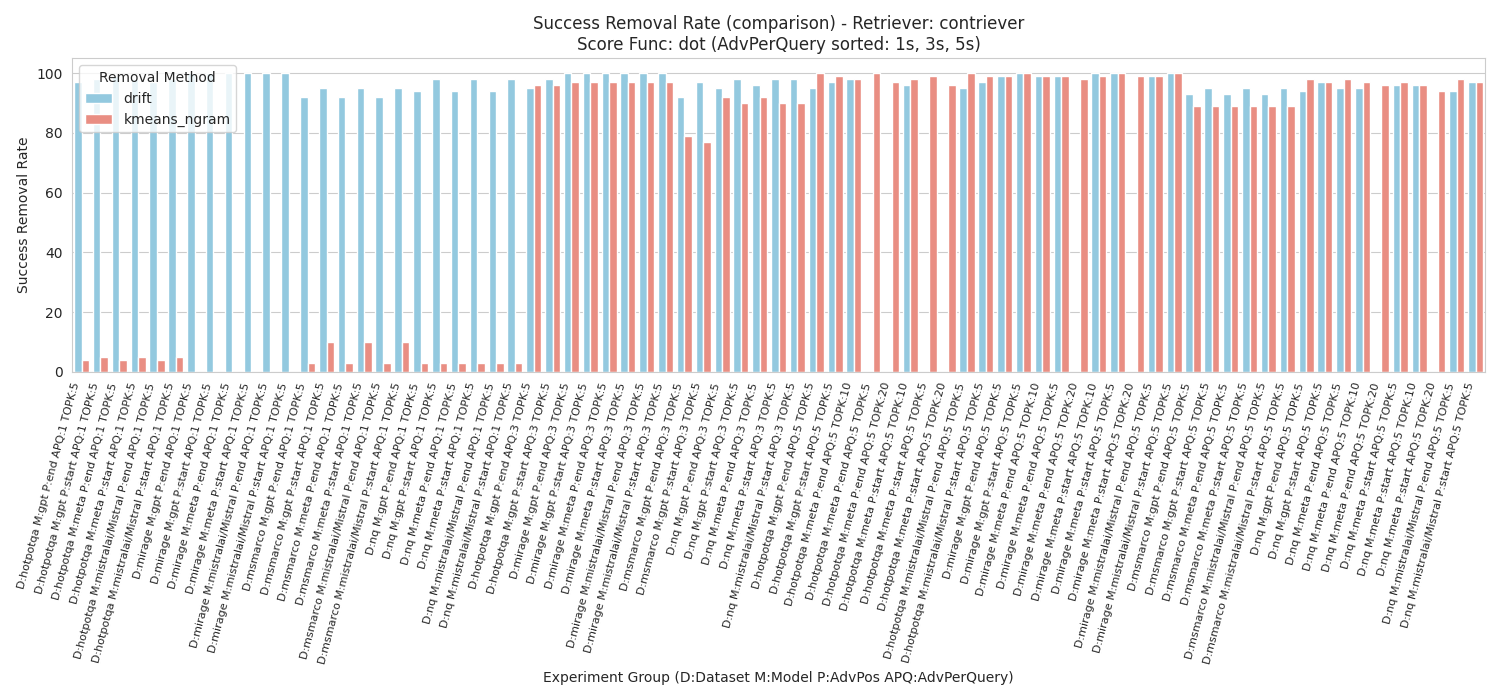 Success Removal Rate (comparison) - Retriever: contriever
Score Func: dot (AdvPerQuery sorted: 1s, 3s, 5s)
Removal Method
drift
kmeans_ngram
Success Removal Rate
100
80
60
40
20
0
D:hotpotqa M:gpt P:end APQ:1 TOPK:5
D:hotpotqa M:gpt P:start APQ:1 TOPK:5
D:hotpotqa M:meta P:end APQ:1 TOPK:5
D:hotpotqa M:meta P:start APQ:1 TOPK:5
D:hotpotqa M:mistralai/Mistral P:end APQ:1 TOPK:5
D:hotpotqa M:mistralai/Mistral P:start APQ:1 TOPK:5
D:mirage M:gpt P:end APQ:1 TOPK:5
D:mirage M:gpt P:start APQ:1 TOPK:5
D:mirage M:meta P:end APQ:1 TOPK:5
D:mirage M:meta P:start APQ:1 TOPK:5
D:mirage M:mistralai/Mistral P:end APQ:1 TOPK:5
D:mirage M:mistralai/Mistral P:start APQ:1 TOPK:5
D:msmarco M:gpt P:end APQ:1 TOPK:5
D:msmarco M:gpt P:start APQ:1 TOPK:5
D:msmarco M:meta P:end APQ:1 TOPK:5
D:msmarco M:meta P:start APQ:1 TOPK:5
D:msmarco M:mistralai/Mistral P:end APQ:1 TOPK:5
D:msmarco M:mistralai/Mistral P:start APQ:1 TOPK:5
D:nq M:gpt P:end APQ:1 TOPK:5
D:nq M:gpt P:start APQ:1 TOPK:5
D:nq M:meta P:end APQ:1 TOPK:5
D:nq M:meta P:start APQ:1 TOPK:5
D:nq M:mistralai/Mistral P:end APQ:1 TOPK:5
D:nq M:mistralai/Mistral P:start APQ:1 TOPK:5
D:hotpotqa M:gpt P:end APQ:3 TOPK:5
D:hotpotqa M:gpt P:start APQ:3 TOPK:5
D:mirage M:gpt P:end APQ:3 TOPK:5
D:mirage M:gpt P:start APQ:3 TOPK:5
D:mirage M:meta P:end APQ:3 TOPK:5
D:mirage M:meta P:start APQ:3 TOPK:5
D:mirage M:mistralai/Mistral P:end APQ:3 TOPK:5
D:mirage M:mistralai/Mistral P:start APQ:3 TOPK:5
D:msmarco M:gpt P:end APQ:3 TOPK:5
D:msmarco M:gpt P:start APQ:3 TOPK:5
D:nq M:gpt P:end APQ:3 TOPK:5
D:nq M:gpt P:start APQ:3 TOPK:5
D:nq M:meta P:end APQ:3 TOPK:5
D:nq M:meta P:start APQ:3 TOPK:5
D:nq M:mistralai/Mistral P:start APQ:3 TOPK:5
D:hotpotqa M:gpt P:end APQ:5 TOPK:5
D:hotpotqa M:gpt P:start APQ:5 TOPK:5
D:hotpotqa M:meta P:end APQ:5 TOPK:10
D:hotpotqa M:meta P:end APQ:5 TOPK:5
D:hotpotqa M:meta P:end APQ:5 TOPK:20
D:hotpotqa M:meta P:start APQ:5 TOPK:10
D:hotpotqa M:meta P:start APQ:5 TOPK:5
D:hotpotqa M:meta P:start APQ:5 TOPK:20
D:hotpotqa M:mistralai/Mistral P:end APQ:5 TOPK:5
D:hotpotqa M:mistralai/Mistral P:start APQ:5 TOPK:5
D:mirage M:gpt P:end APQ:5 TOPK:5
D:mirage M:gpt P:start APQ:5 TOPK:5
D:mirage M:meta P:end APQ:5 TOPK:10
D:mirage M:meta P:end APQ:5 TOPK:5
D:mirage M:meta P:end APQ:5 TOPK:20
D:mirage M:meta P:start APQ:5 TOPK:10
D:mirage M:meta P:start APQ:5 TOPK:5
D:mirage M:meta P:start APQ:5 TOPK:20
D:mirage M:mistralai/Mistral P:end APQ:5 TOPK:5
D:mirage M:mistralai/Mistral P:start APQ:5 TOPK:5
D:msmarco M:gpt P:end APQ:5 TOPK:5
D:msmarco M:gpt P:start APQ:5 TOPK:5
D:msmarco M:meta P:end APQ:5 TOPK:5
D:msmarco M:meta P:start APQ:5 TOPK:5
D:msmarco M:mistralai/Mistral P:end APQ:5 TOPK:5
D:msmarco M:mistralai/Mistral P:start APQ:5 TOPK:5
D:nq M:gpt P:end APQ:5 TOPK:5
D:nq M:gpt P:start APQ:5 TOPK:5
D:nq M:meta P:end APQ:5 TOPK:5
D:nq M:meta P:end APQ:5 TOPK:10
D:nq M:meta P:end APQ:5 TOPK:20
D:nq M:meta P:start APQ:5 TOPK:5
D:nq M:meta P:start APQ:5 TOPK:10
D:nq M:meta P:start APQ:5 TOPK:20
D:nq M:mistralai/Mistral P:end APQ:5 TOPK:5
D:nq M:mistralai/Mistral P:start APQ:5 TOPK:5
Experiment Group (D:Dataset M:Model P:AdvPos APQ:AdvPerQuery)